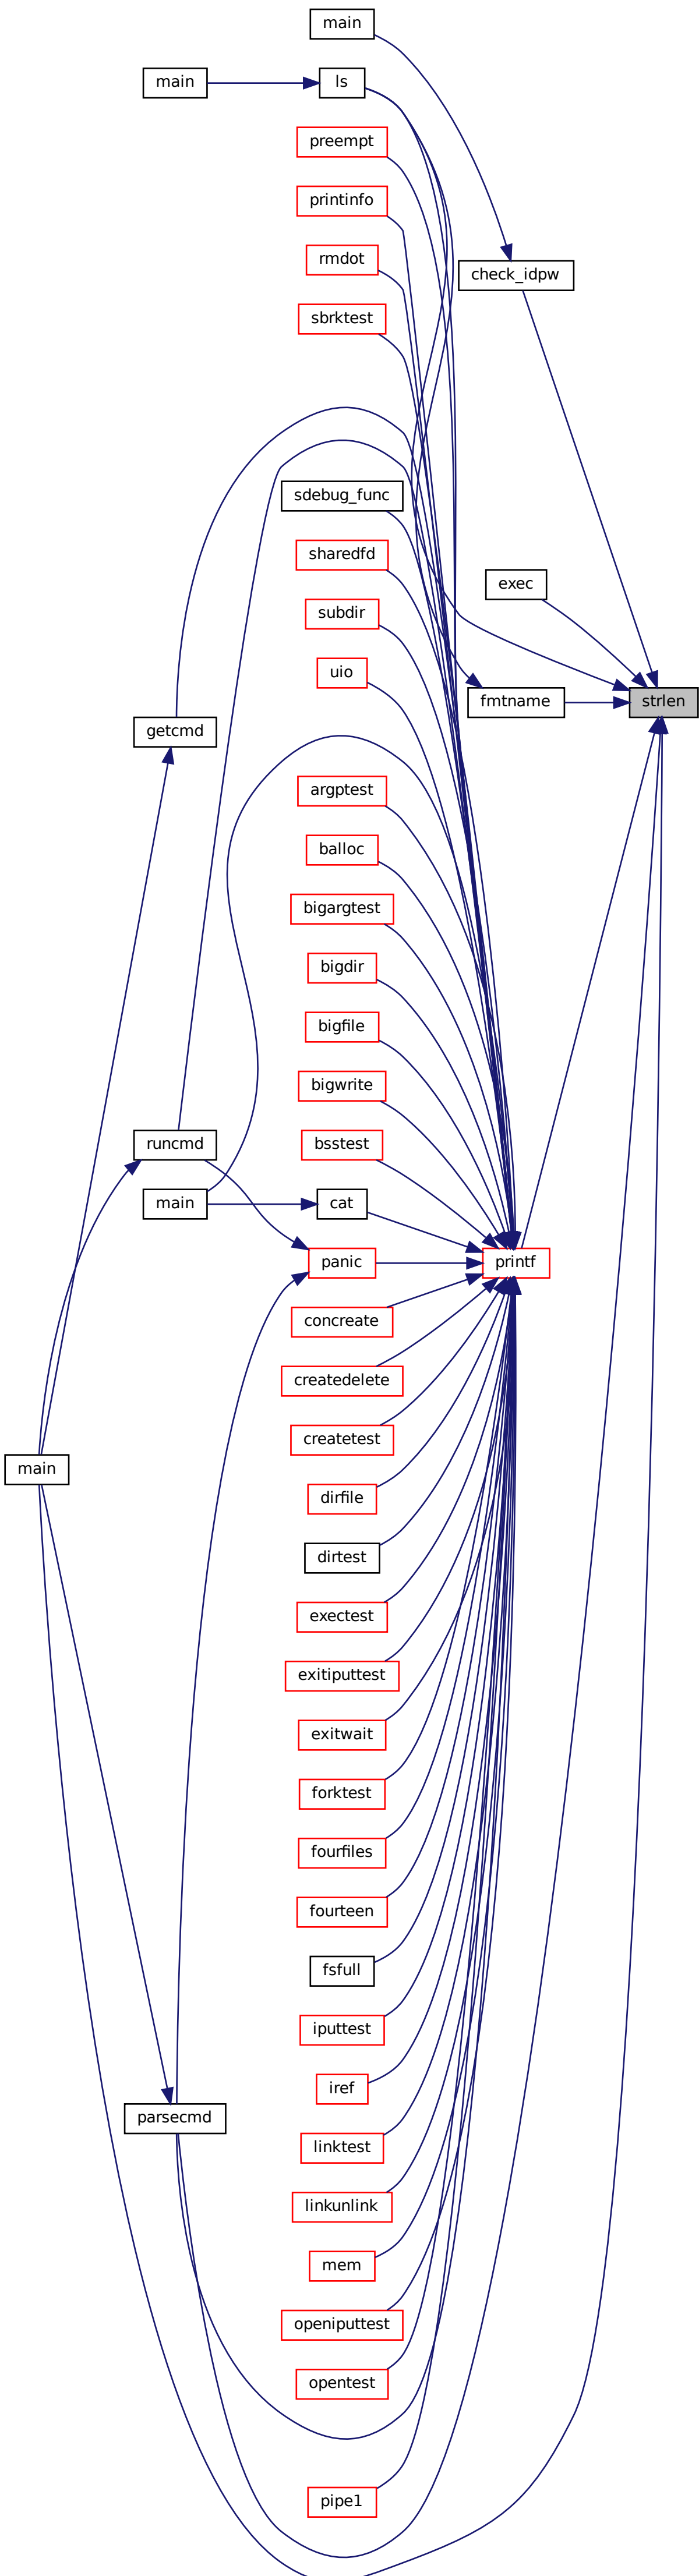 main
main
ls
preempt
printinfo
rmdot
check_idpw
sbrktest
sdebug_func
sharedfd
exec
subdir
uio
fmtname
strlen
getcmd
argptest
balloc
bigargtest
bigdir
bigfile
bigwrite
runcmd
bsstest
main
cat
panic
printf
concreate
createdelete
createtest
main
dirfile
dirtest
exectest
exitiputtest
exitwait
forktest
fourfiles
fourteen
fsfull
iputtest
iref
parsecmd
linktest
linkunlink
mem
openiputtest
opentest
pipe1